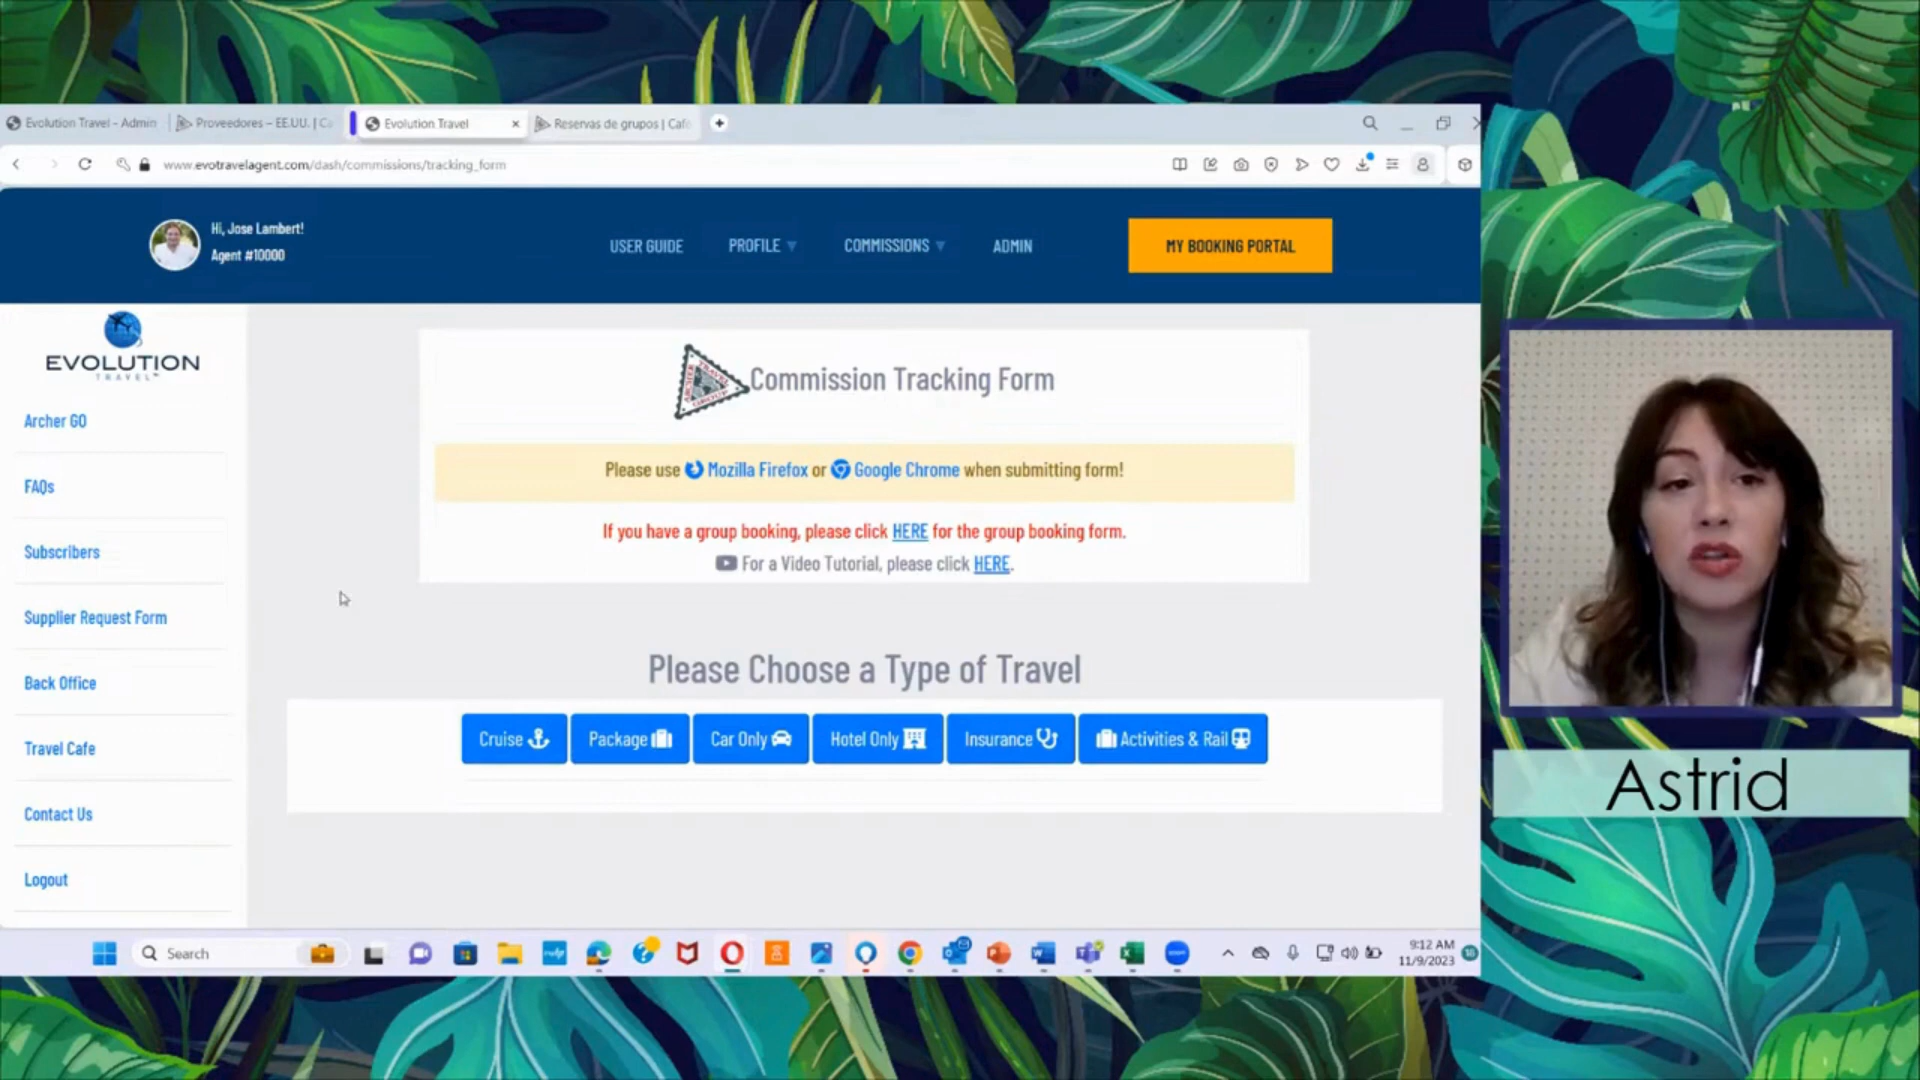 Evolution Travel - Admin
Proveedores – EE.UU. | Ca
Evolution Travel
Reservas de grupos | Cafe
www.evotravelagent.com/dash/commissions/tracking_form
Hi, Jose Lambert!
Agent #10000
USER GUIDE
PROFILE
COMMISSIONS
ADMIN
MY BOOKING PORTAL
EVOLUTION
TRAVEL
Archer GO
FAQs
Subscribers
Supplier Request Form
Back Office
Travel Cafe
Contact Us
Logout
ARCHER TRAVEL GROUP
Commission Tracking Form
Please use Mozilla Firefox or Google Chrome when submitting form!
If you have a group booking, please click HERE for the group booking form.
For a Video Tutorial, please click HERE.
Please Choose a Type of Travel
Cruise
Package
Car Only
Hotel Only
Insurance
Activities & Rail
Astrid
Search
9:12 AM
11/9/2023